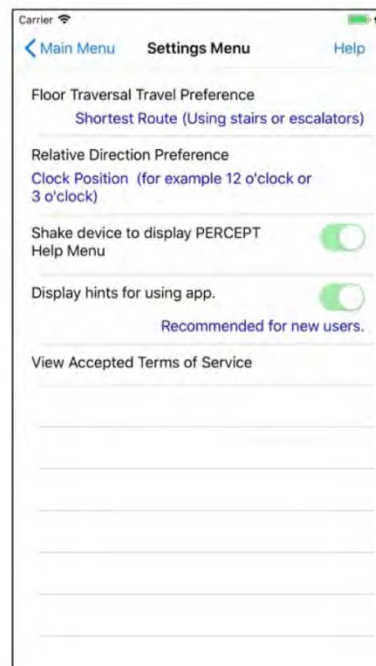 Carrier
Main Menu Settings Menu Help
Floor Traversal Travel Preference
Shortest Route (Using stairs or escalators)
Relative Direction Preference
Clock Position (for example 12 o'clock or
3 o'clock)
Shake device to display PERCEPT
Help Menu
Display hints for using app.
Recommended for new users.
View Accepted Terms of Service